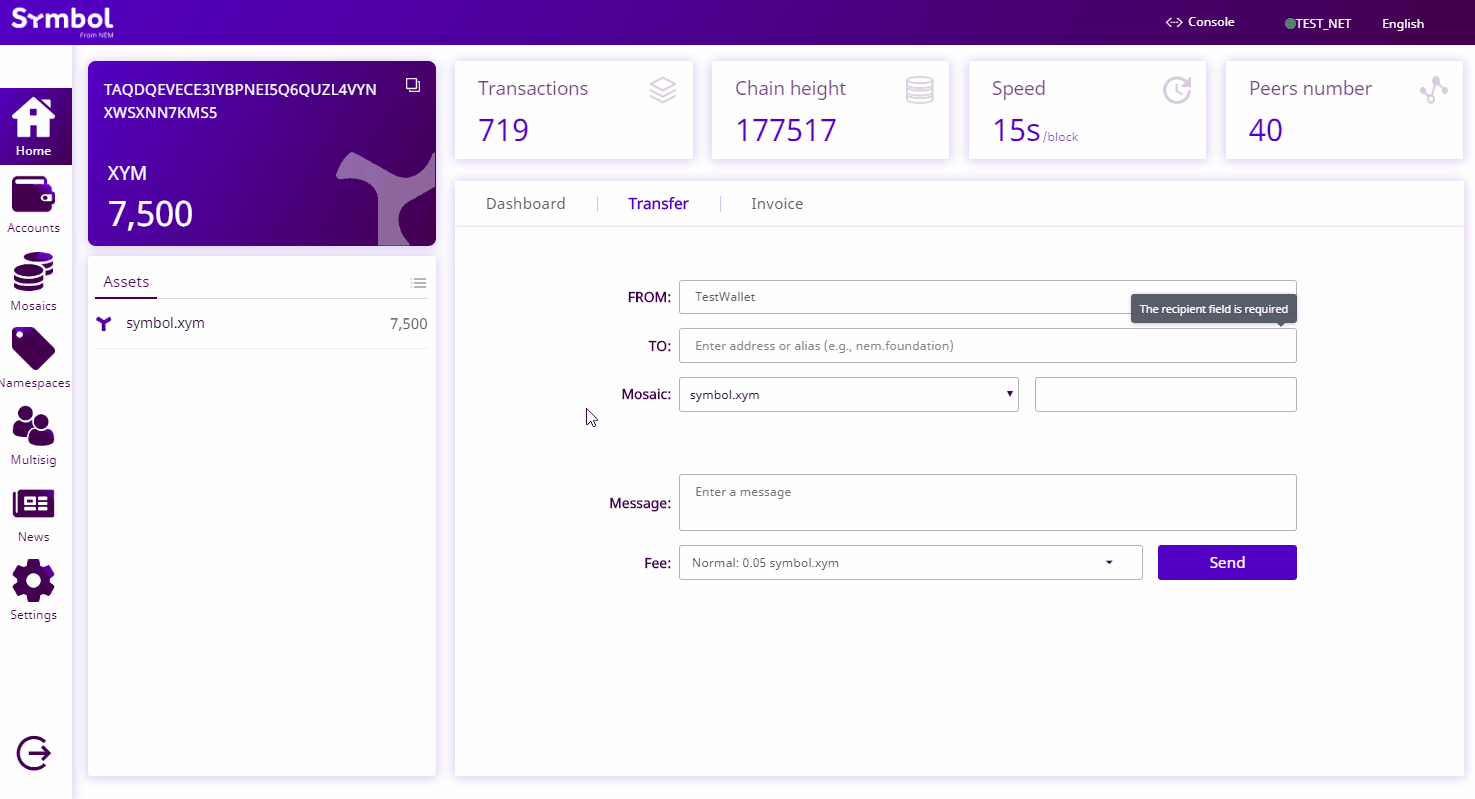 Symbol
From NEM
Console
TEST_NET
English
Home
Accounts
Mosaics
Namespaces
Multisig
News
Settings
TAQDQEVECE3IYBPNEI5Q6QUZL4VYN
XWSXNN7KMS5
XYM
7,500
Assets
symbol.xym 7,500
Transactions
719
Chain height
177517
Speed
15s/block
Peers number
40
Dashboard Transfer Invoice
FROM: TestWallet
The recipient field is required
TO: Enter address or alias (e.g., nem.foundation)
Mosaic: symbol.xym
Message: Enter a message
Fee: Normal: 0.05 symbol.xym Send